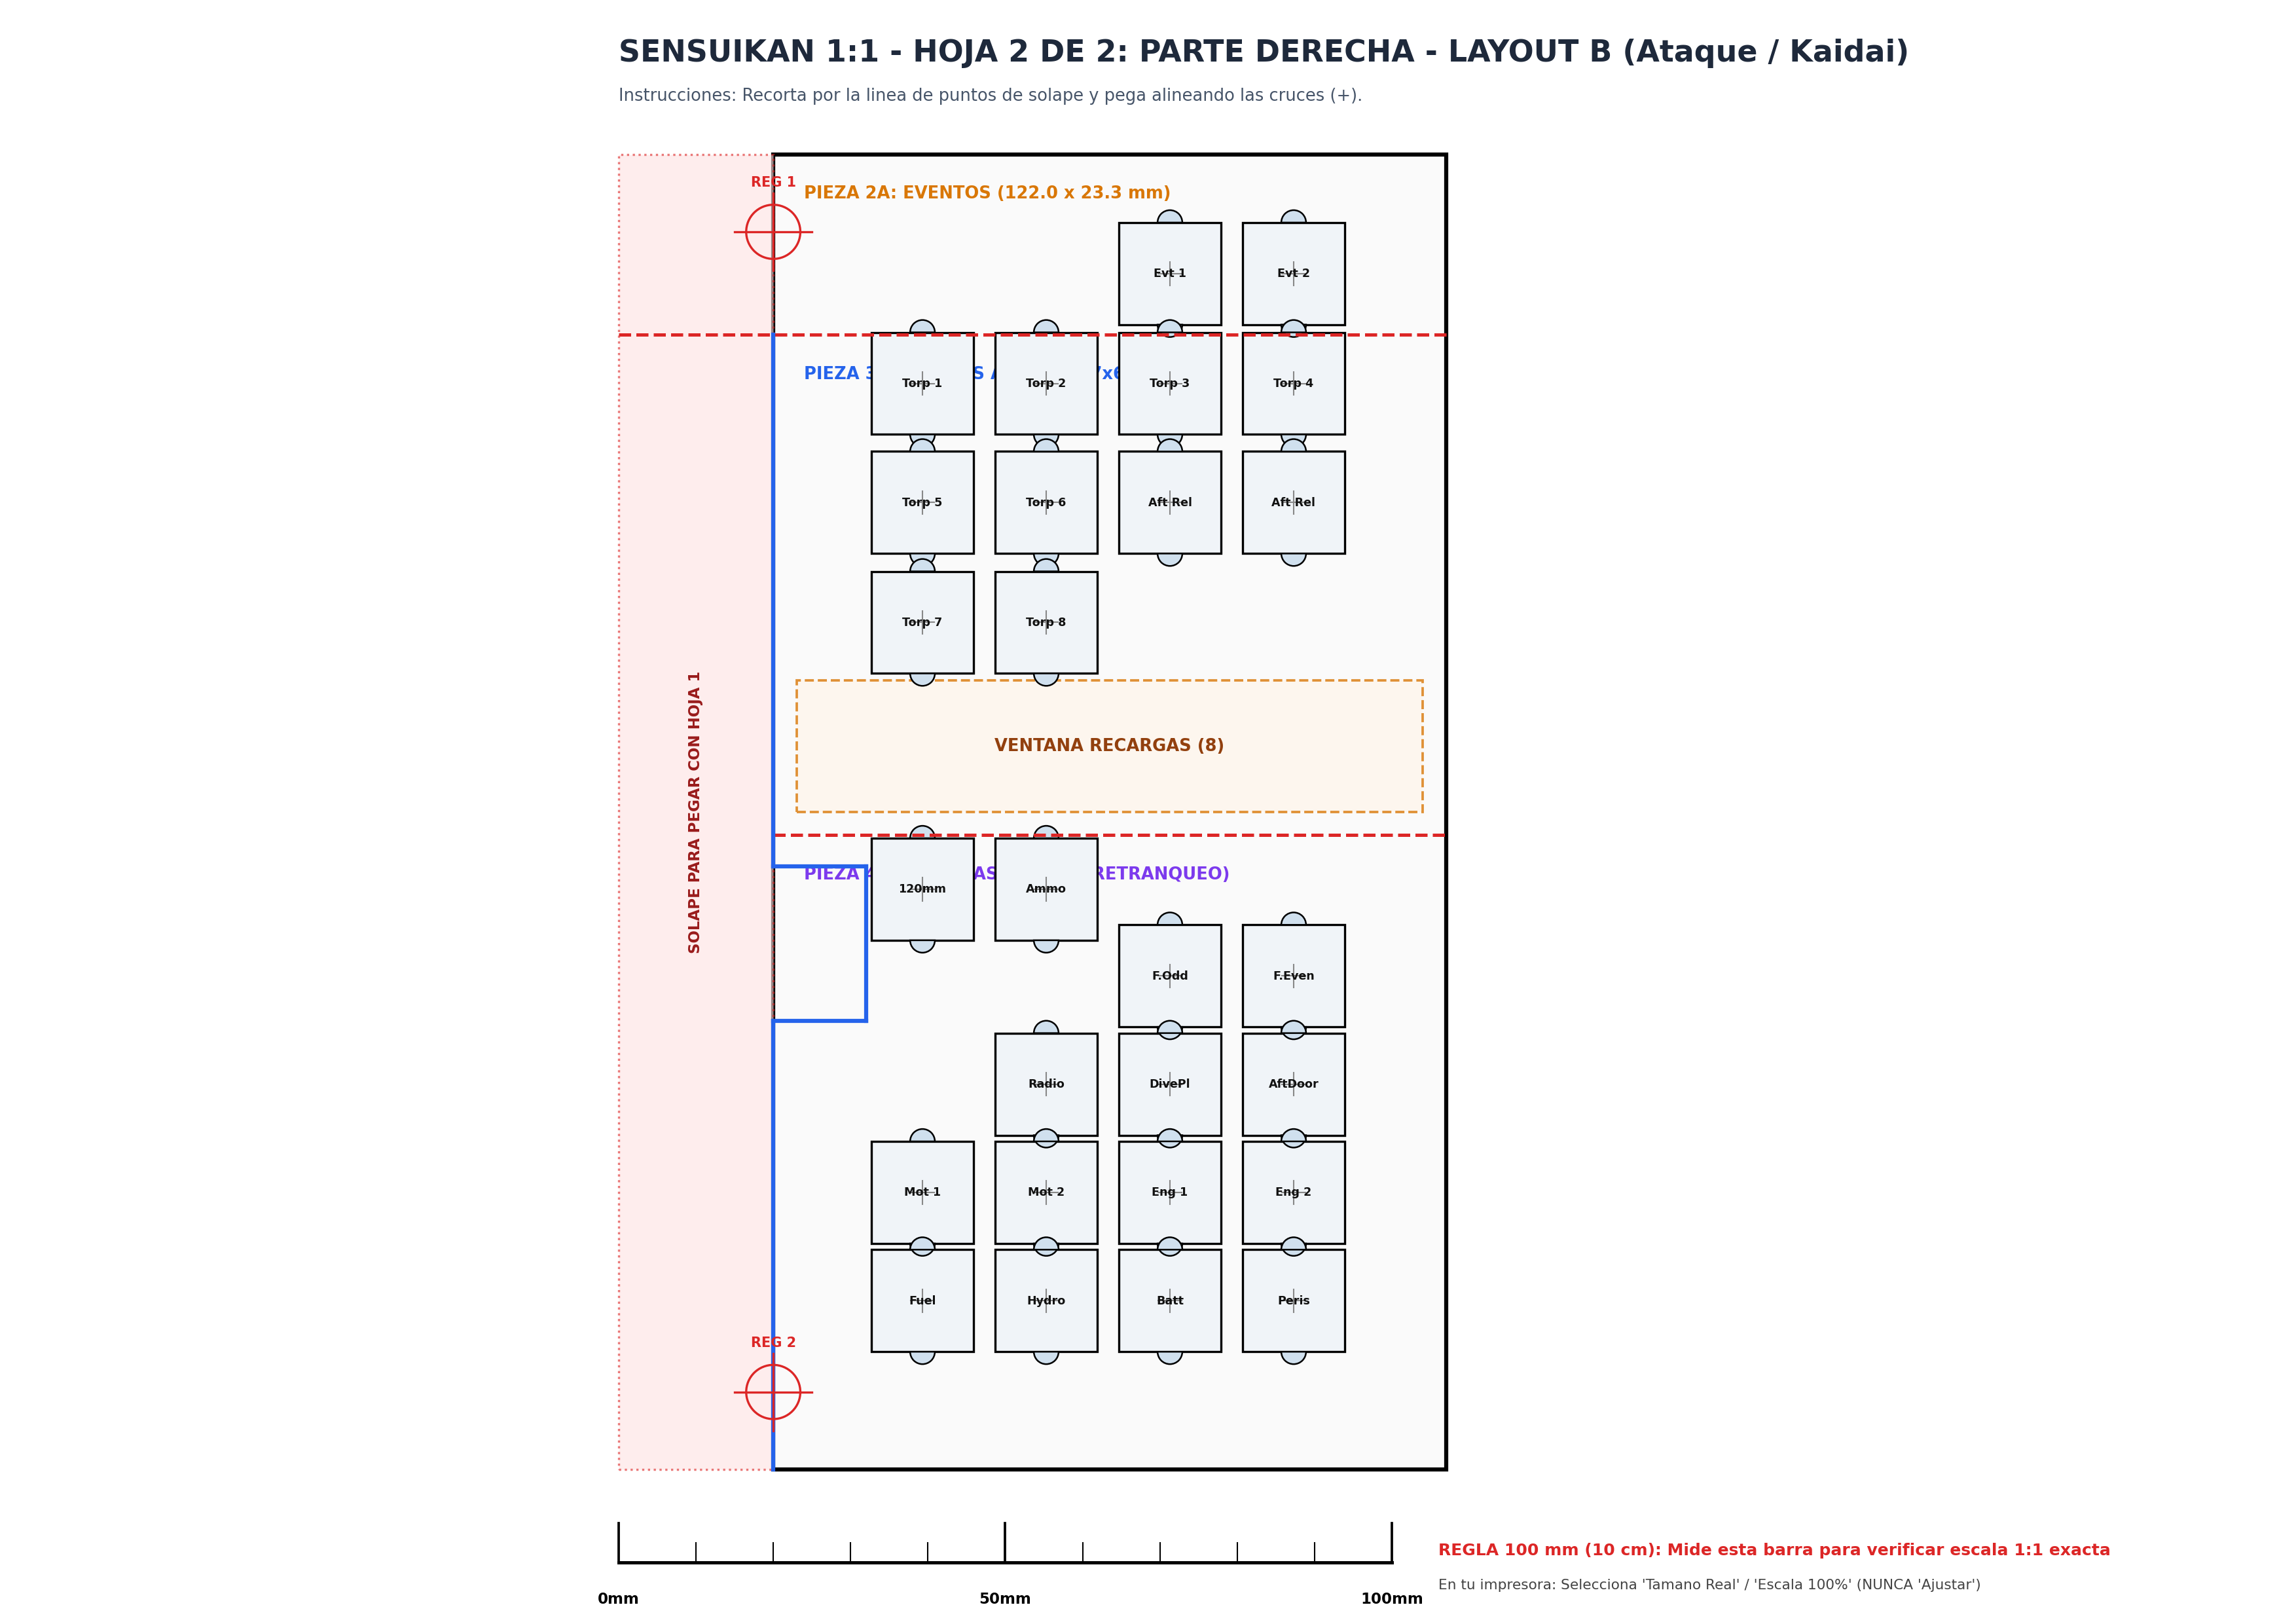 SENSUIKAN 1:1 - HOJA 2 DE 2: PARTE DERECHA - LAYOUT B (Ataque / Kaidai)
Instrucciones: Recorta por la linea de puntos de solape y pega alineando las cruces (+).
REG 1
PIEZA 2A: EVENTOS (122.0 x 23.3 mm)
Evt 1 Evt 2
PIEZA
Torp 1 Torp 2 Torp 3 Torp 4
Torp 5 Torp 6 Aft Rel Aft Rel
Torp 7 Torp 8
SOLAPE PARA PEGAR CON HOJA 1
VENTANA RECARGAS (8)
PIEZA RETRANQUEO)
120mm Ammo
F.Odd F.Even
Radio DivePl AftDoor
Mot 1 Mot 2 Eng 1 Eng 2
Fuel Hydro Batt Peris
REG 2
REGLA 100 mm (10 cm): Mide esta barra para verificar escala 1:1 exacta
En tu impresora: Selecciona 'Tamano Real' / 'Escala 100%' (NUNCA 'Ajustar')
0mm 50mm 100mm